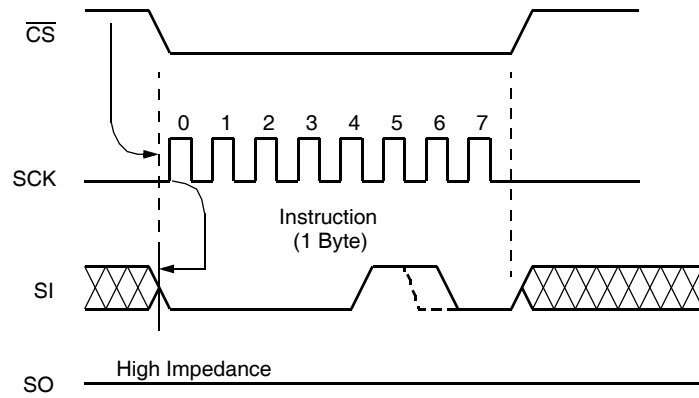 CS
0 1 2 3 4 5 6 7
SCK
Instruction
(1 Byte)
SI
High Impedance
SO